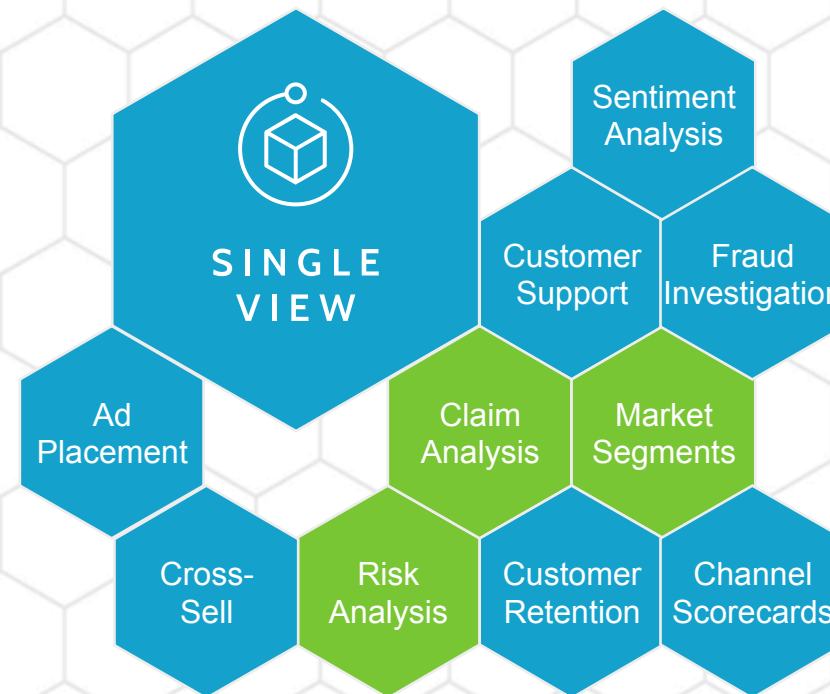 SINGLE
VIEW
Sentiment
Analysis
Customer
Support
Fraud
Investigation
Ad
Placement
Claim
Analysis
Market
Segments
Cross-
Sell
Risk
Analysis
Customer
Retention
Channel
Scorecards